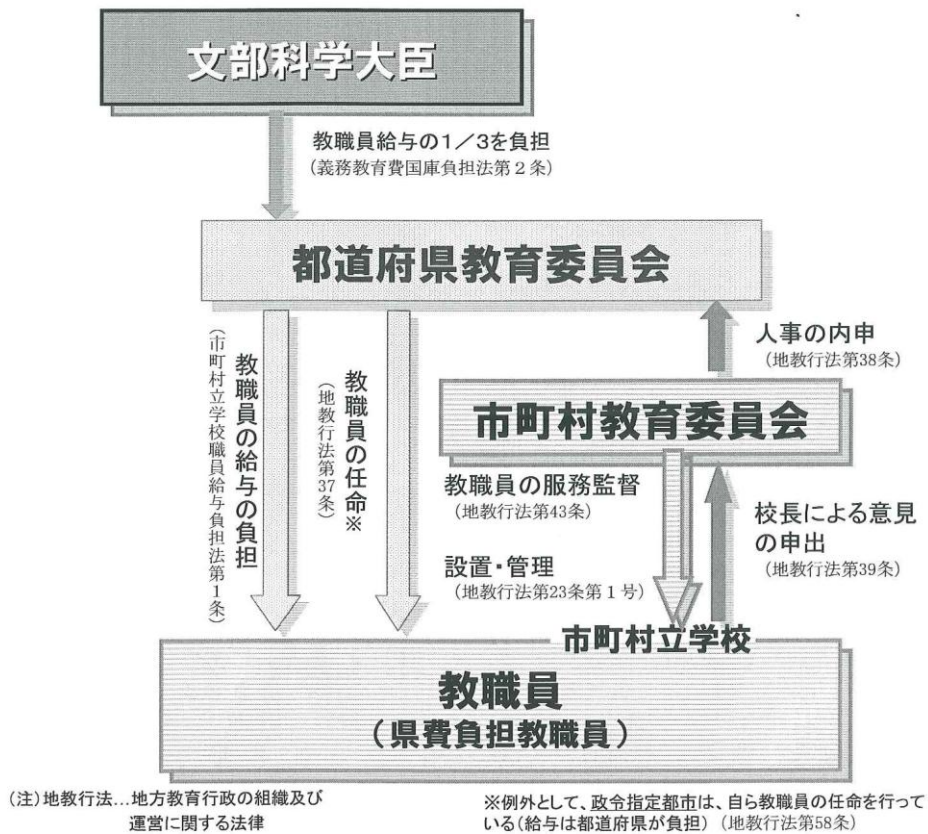 文部科学大臣
教職員給与の1/3を負担
(義務教育費国庫負担法第2条)
都道府県教育委員会
教職員の給与の負担
(市町村立学校職員給与負担法第1条)
教職員の任命※
(地教行法第37条)
人事の内申
(地教行法第38条)
市町村教育委員会
教職員の服務監督
(地教行法第43条)
設置・管理
(地教行法第23条第1号)
校長による意見
の申出
(地教行法第39条)
市町村立学校
教職員
(県費負担教職員)
(注)地教行法…地方教育行政の組織及び
運営に関する法律
※例外として、政令指定都市は、自ら教職員の任命を行って
いる(給与は都道府県が負担) (地教行法第58条)